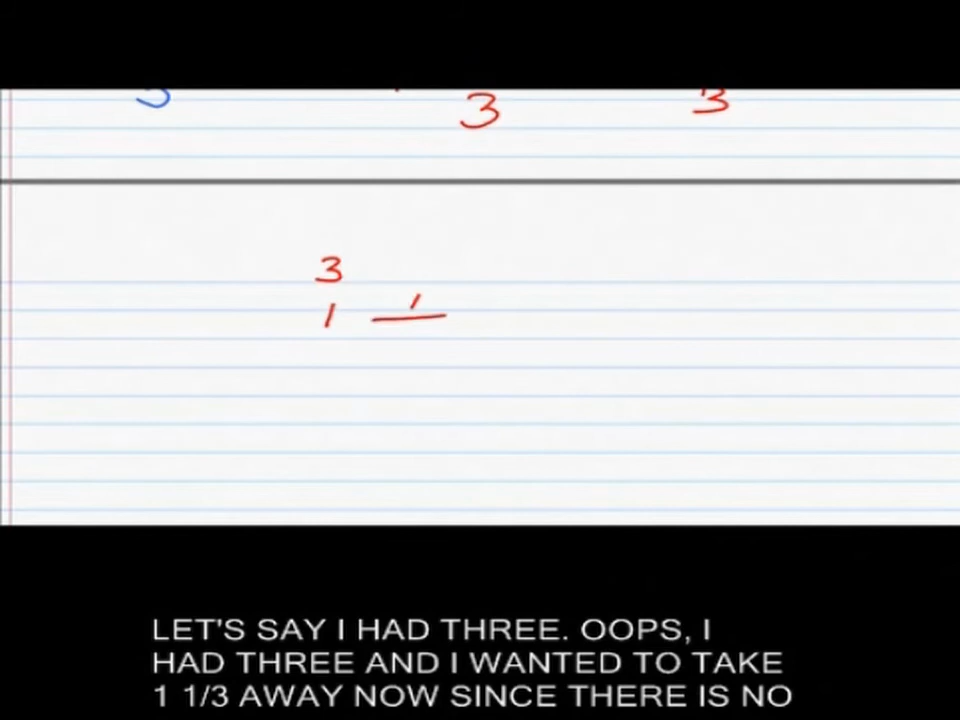 3 3
3
1 1
LET'S SAY I HAD THREE. OOPS, I
HAD THREE AND I WANTED TO TAKE
1 1/3 AWAY NOW SINCE THERE IS NO